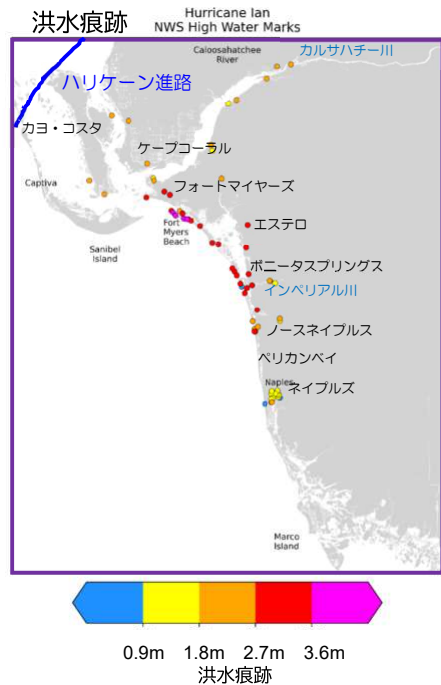 Hurricane Ian
洪水痕跡
NWS High Water Marks
Caloosahatchee
River
カルサハチー川
ハリケーン進路
カヨ・コスタ
ケープコーラル
Captiva
フォートマイヤーズ
Fort
Myers
Beach
エステロ
Sanibel
Island
ボニータスプリングス
インペリアル川
ノースネイプルス
ペリカンベイ
Naples
ネイプルズ
Marco
Island
0.9m 1.8m 2.7m 3.6m
洪水痕跡